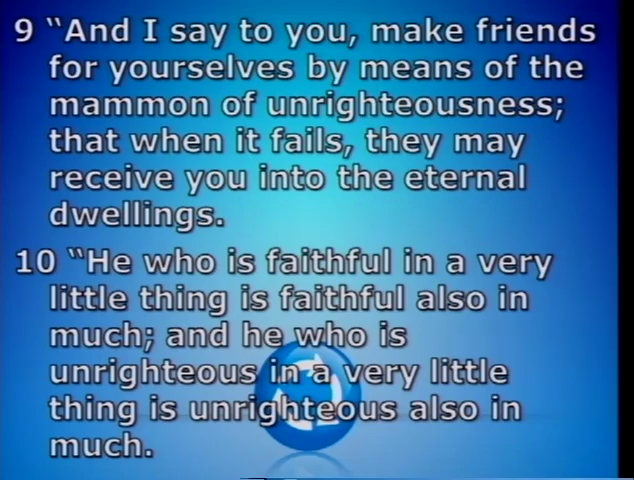 9 “And I say to you, make friends
for yourselves by means of the
mammon of unrighteousness;
that when it fails, they may
receive you into the eternal
dwellings.
10 “He who is faithful in a very
little thing is faithful also in
much; and he who is
unrighteous in a very little
thing is unrighteous also in
much.